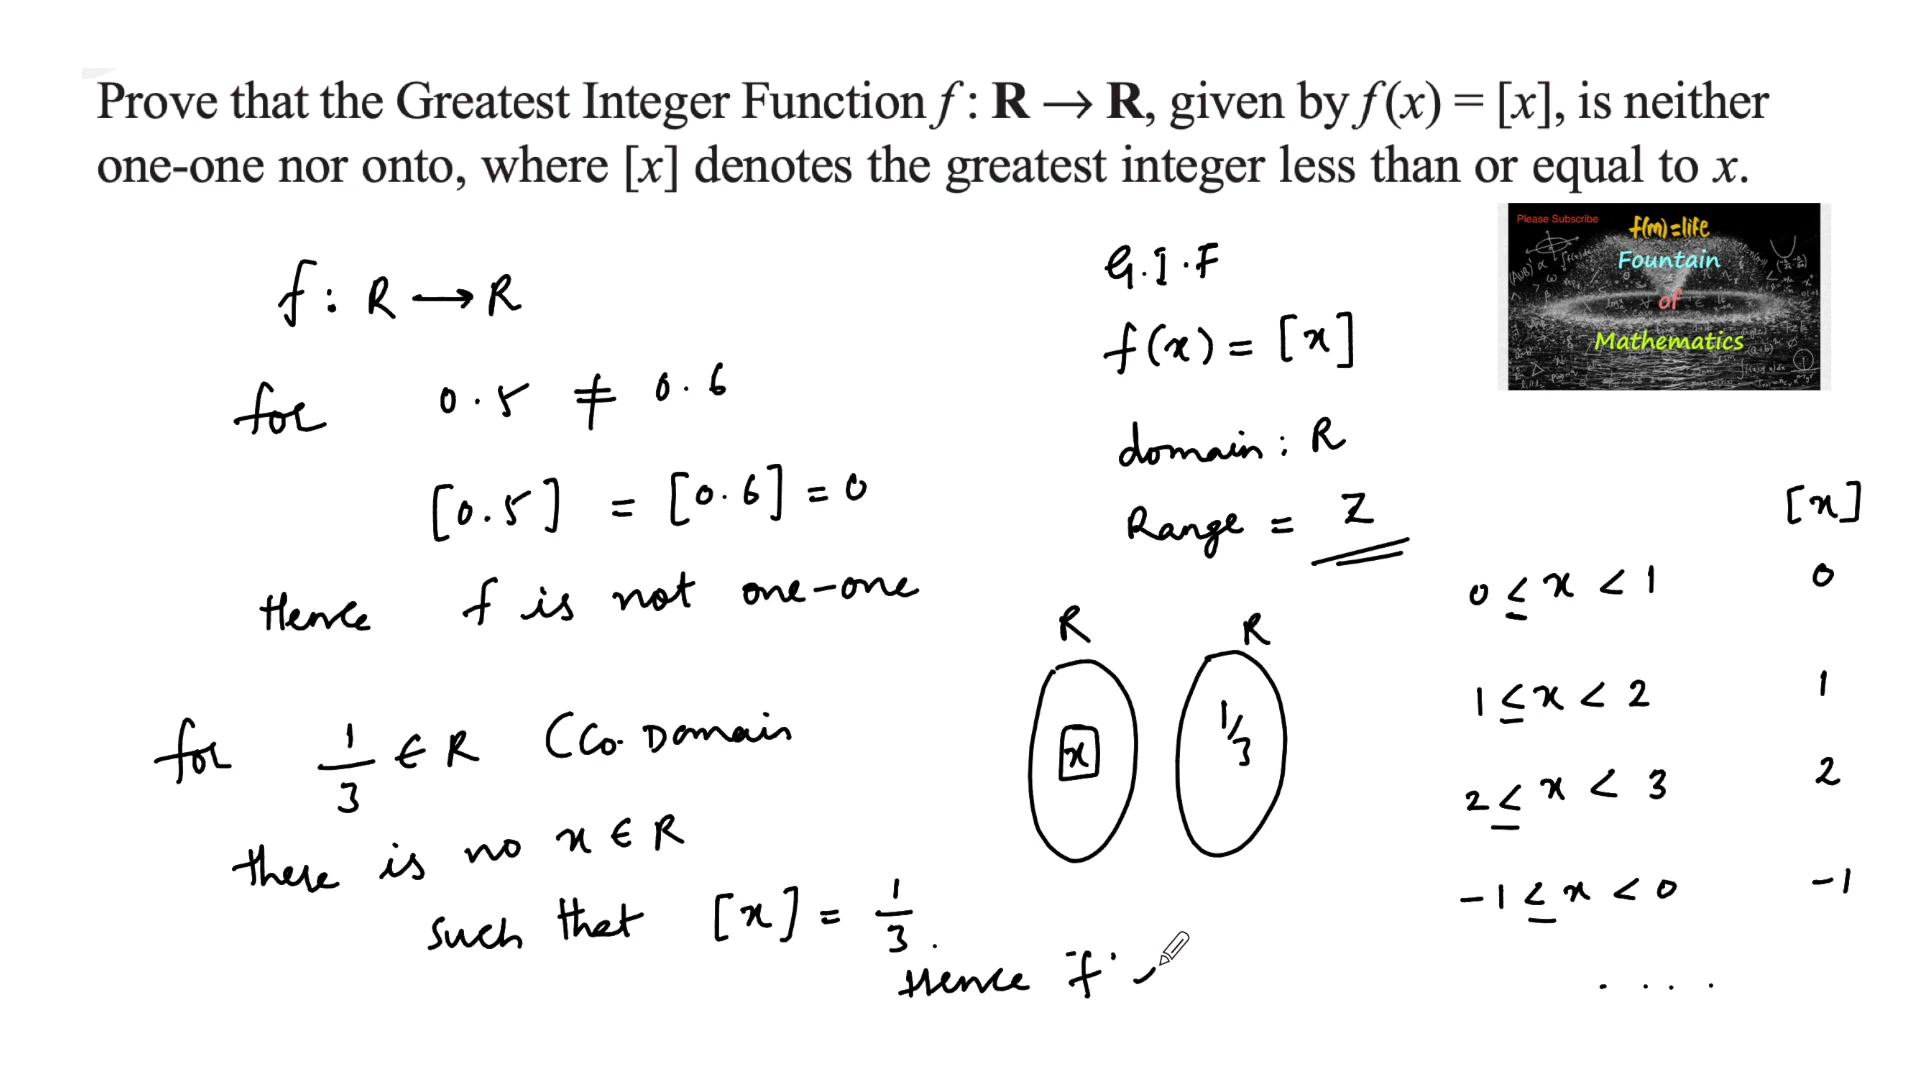 Prove that the Greatest Integer Function f : R → R, given by f(x) = [x], is neither
one-one nor onto, where [x] denotes the greatest integer less than or equal to x.
Please Subscribe
f(m)=life
Fountain
of
Mathematics
f : R → R
for 0.5 ≠ 0.6
[0.5] = [0.6] = 0
Hence f is not one-one
for 1/3 ∈ R (Co-Domain
there is no x ∈ R
such that [x] = 1/3.
Hence 'f'
G.I.F
f(x) = [x]
domain : R
Range = Z
R R
x 1/3
[x]
0 ≤ x < 1 0
1 ≤ x < 2 1
2 ≤ x < 3 2
-1 ≤ x < 0 -1
. . . .